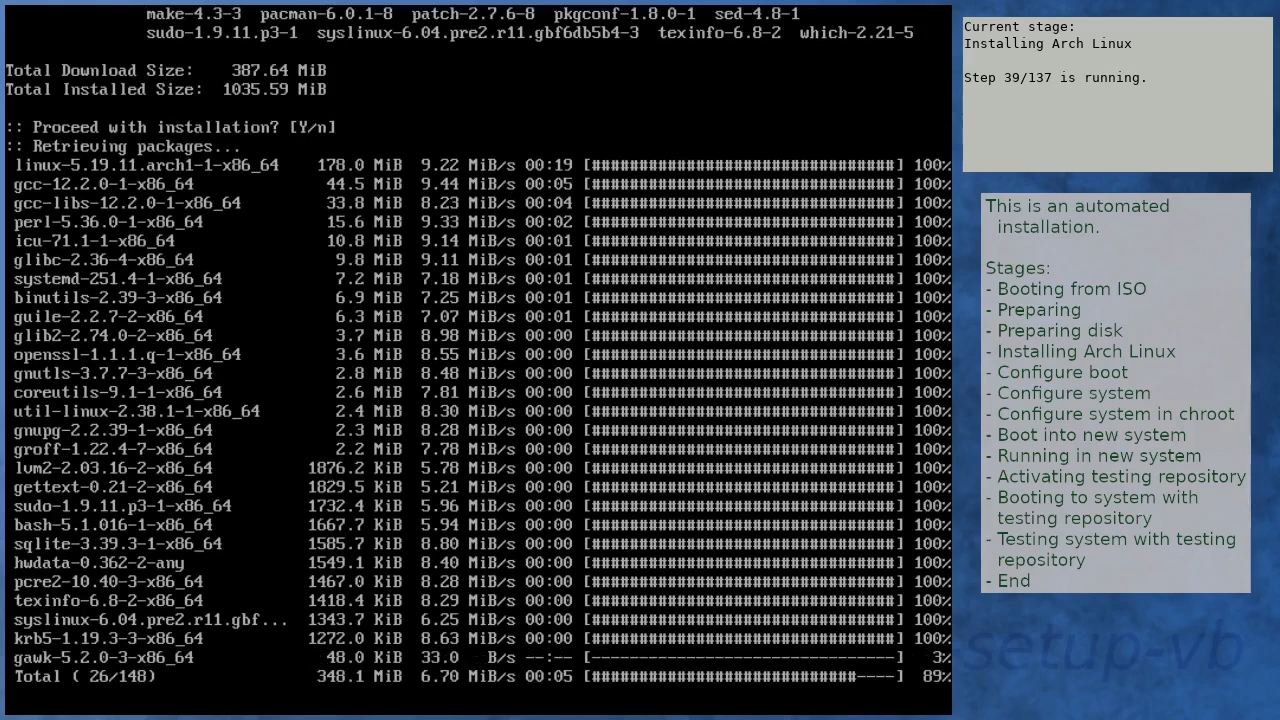 make-4.3-3  pacman-6.0.1-8  patch-2.7.6-8  pkgconf-1.8.0-1  sed-4.8-1
sudo-1.9.11.p3-1  syslinux-6.04.pre2.r11.gbf6db5b4-3  texinfo-6.8-2  which-2.21-5
Total Download Size:    387.64 MiB
Total Installed Size:  1035.59 MiB
:: Proceed with installation? [Y/n]
:: Retrieving packages...
linux-5.19.11.arch1-1-x86_64    178.0 MiB  9.22 MiB/s 00:19 [################################] 100%
gcc-12.2.0-1-x86_64    44.5 MiB  9.44 MiB/s 00:05 [################################] 100%
gcc-libs-12.2.0-1-x86_64    33.8 MiB  8.23 MiB/s 00:04 [################################] 100%
perl-5.36.0-1-x86_64    15.6 MiB  9.33 MiB/s 00:02 [################################] 100%
icu-71.1-1-x86_64    10.8 MiB  9.14 MiB/s 00:01 [################################] 100%
glibc-2.36-4-x86_64    9.8 MiB  9.11 MiB/s 00:01 [################################] 100%
systemd-251.4-1-x86_64    7.2 MiB  7.18 MiB/s 00:01 [################################] 100%
binutils-2.39-3-x86_64    6.9 MiB  7.25 MiB/s 00:01 [################################] 100%
guile-2.2.7-2-x86_64    6.3 MiB  7.07 MiB/s 00:01 [################################] 100%
glib2-2.74.0-2-x86_64    3.7 MiB  8.98 MiB/s 00:00 [################################] 100%
openssl-1.1.1.q-1-x86_64    3.6 MiB  8.55 MiB/s 00:00 [################################] 100%
gnutls-3.7.7-3-x86_64    2.8 MiB  8.48 MiB/s 00:00 [################################] 100%
coreutils-9.1-1-x86_64    2.6 MiB  7.81 MiB/s 00:00 [################################] 100%
util-linux-2.38.1-1-x86_64    2.4 MiB  8.30 MiB/s 00:00 [################################] 100%
gnupg-2.2.39-1-x86_64    2.3 MiB  8.28 MiB/s 00:00 [################################] 100%
groff-1.22.4-7-x86_64    2.2 MiB  7.78 MiB/s 00:00 [################################] 100%
lvm2-2.03.16-2-x86_64    1876.2 KiB  5.78 MiB/s 00:00 [################################] 100%
gettext-0.21-2-x86_64    1829.5 KiB  5.21 MiB/s 00:00 [################################] 100%
sudo-1.9.11.p3-1-x86_64    1732.4 KiB  5.96 MiB/s 00:00 [################################] 100%
bash-5.1.016-1-x86_64    1667.7 KiB  5.94 MiB/s 00:00 [################################] 100%
sqlite-3.39.3-1-x86_64    1585.7 KiB  8.80 MiB/s 00:00 [################################] 100%
hwdata-0.362-2-any    1549.1 KiB  8.40 MiB/s 00:00 [################################] 100%
pcre2-10.40-3-x86_64    1467.0 KiB  8.28 MiB/s 00:00 [################################] 100%
texinfo-6.8-2-x86_64    1418.4 KiB  8.29 MiB/s 00:00 [################################] 100%
syslinux-6.04.pre2.r11.gbf...  1343.7 KiB  6.25 MiB/s 00:00 [################################] 100%
krb5-1.19.3-3-x86_64    1272.0 KiB  8.63 MiB/s 00:00 [################################] 100%
gawk-5.2.0-3-x86_64    48.0 KiB  33.0   B/s --:-- [--------------------------------]   3%
Total ( 26/148)    348.1 MiB  6.70 MiB/s 00:05 [############################----]  89%
Current stage:
Installing Arch Linux
Step 39/137 is running.
This is an automated
installation.
Stages:
- Booting from ISO
- Preparing
- Preparing disk
- Installing Arch Linux
- Configure boot
- Configure system
- Configure system in chroot
- Boot into new system
- Running in new system
- Activating testing repository
- Booting to system with
testing repository
- Testing system with testing
repository
- End
setup-vb